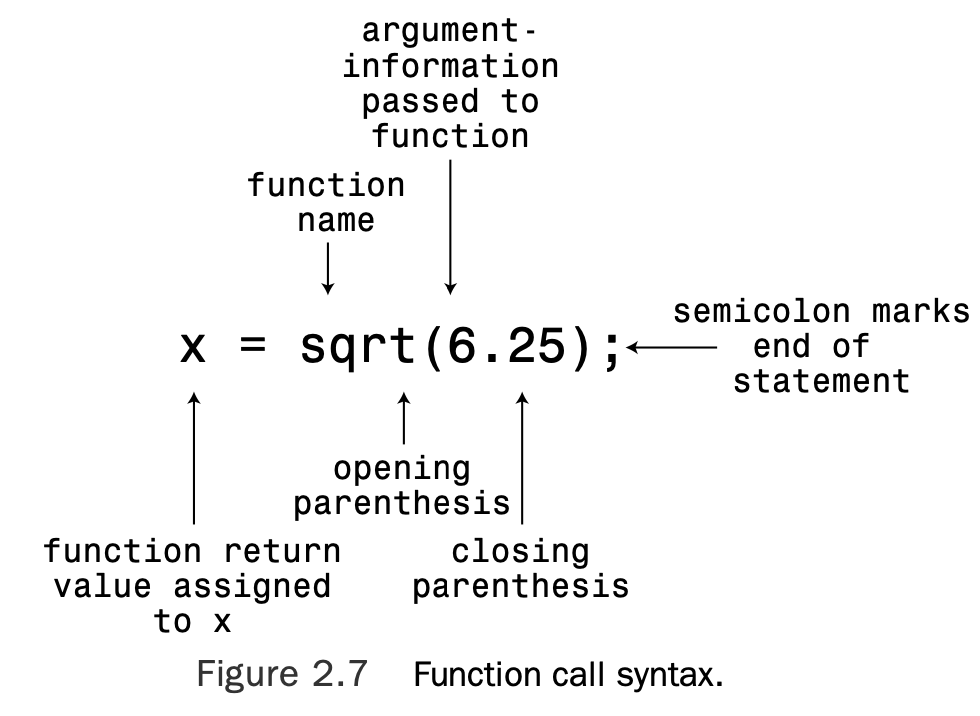 argument-
information
passed to
function
function
name
x = sqrt(6.25);
semicolon marks
end of
statement
opening
parenthesis
function return
value assigned
to x
closing
parenthesis
Figure 2.7 Function call syntax.